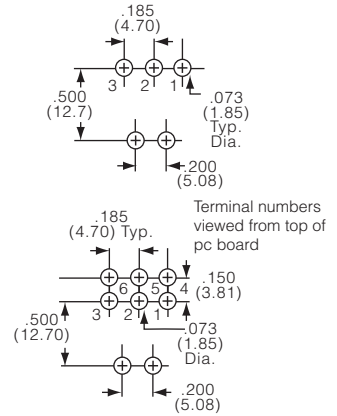 .185
(4.70)
3 2 1
.500
(12.7)
.073
(1.85)
Typ.
Dia.
.200
(5.08)
Terminal numbers
viewed from top of
pc board
.185
(4.70) Typ.
6 5 4
.150
(3.81)
3 2 1
.500
(12.70)
.073
(1.85)
Dia.
.200
(5.08)